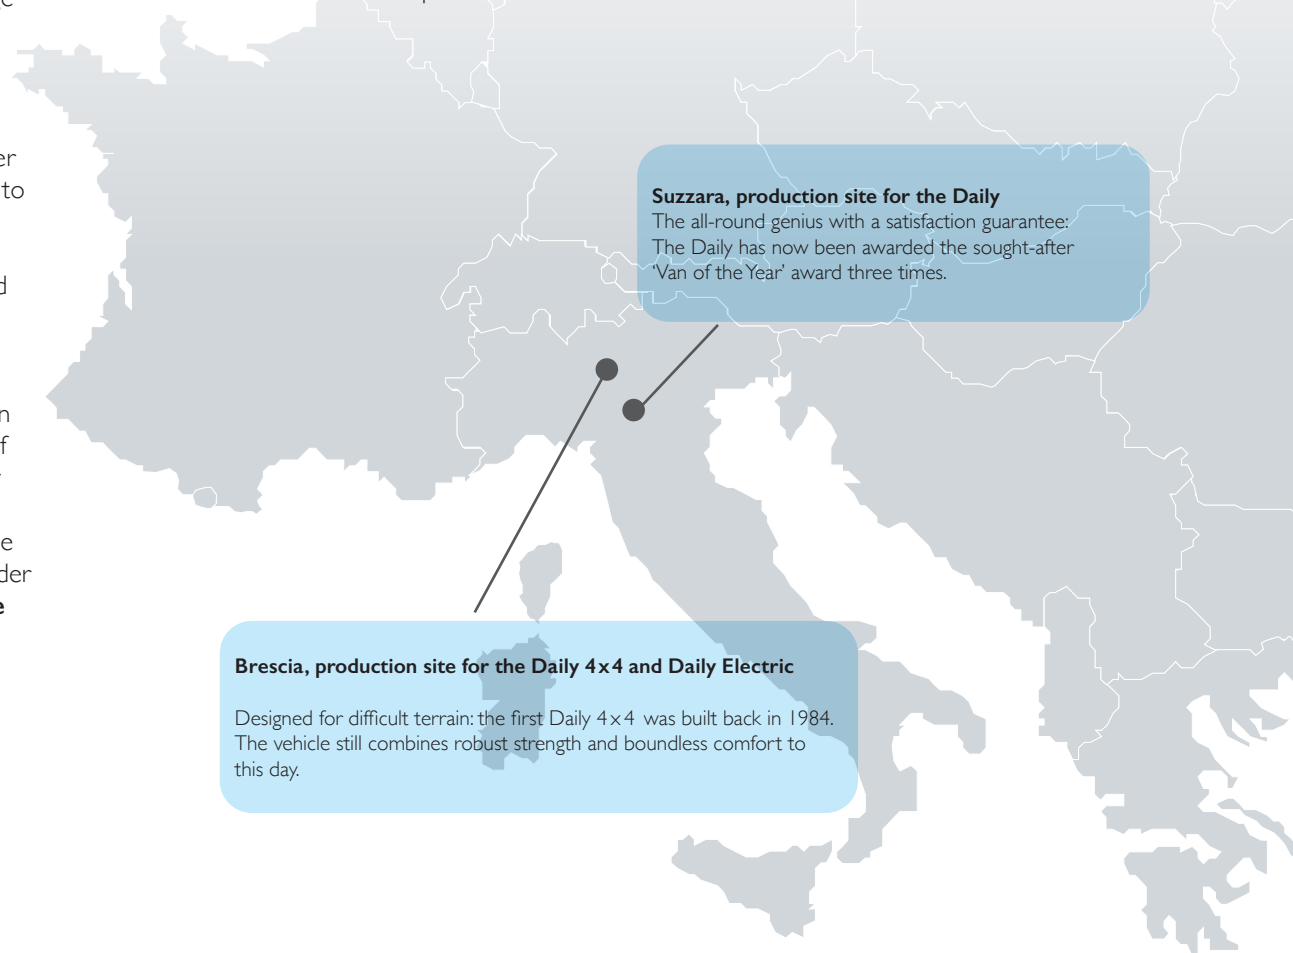 er
to
d
n
f
e
der
e
Suzzara, production site for the Daily
The all-round genius with a satisfaction guarantee:
The Daily has now been awarded the sought-after
‘Van of the Year’ award three times.
Brescia, production site for the Daily 4x4 and Daily Electric
Designed for difficult terrain: the first Daily 4x4 was built back in 1984.
The vehicle still combines robust strength and boundless comfort to
this day.